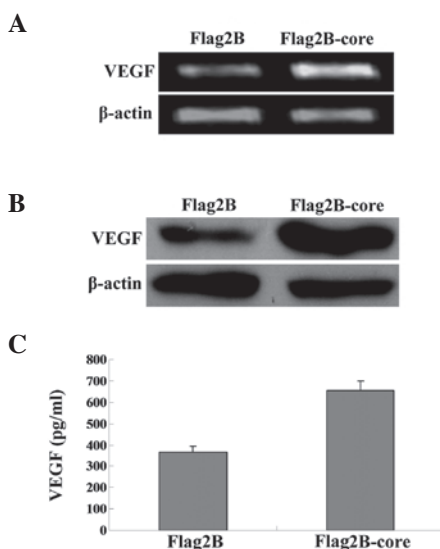 A
Flag2B Flag2B-core
VEGF
β-actin
B
Flag2B Flag2B-core
VEGF
β-actin
C
VEGF (pg/ml)
800
700
600
500
400
300
200
100
0
Flag2B Flag2B-core